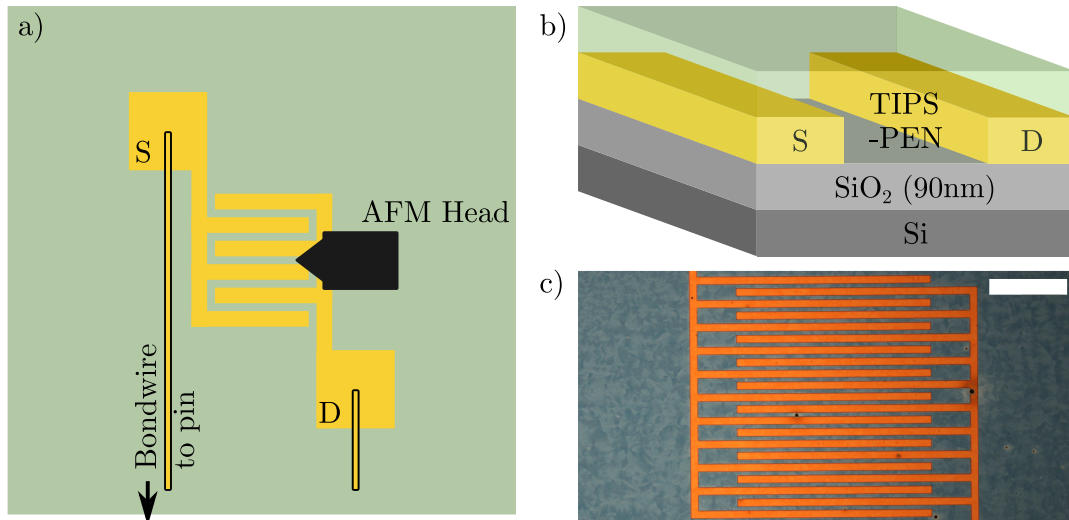 a)
S
AFM Head
D
Bondwire
to pin
b)
TIPS
-PEN
S
D
SiO₂ (90nm)
Si
c)